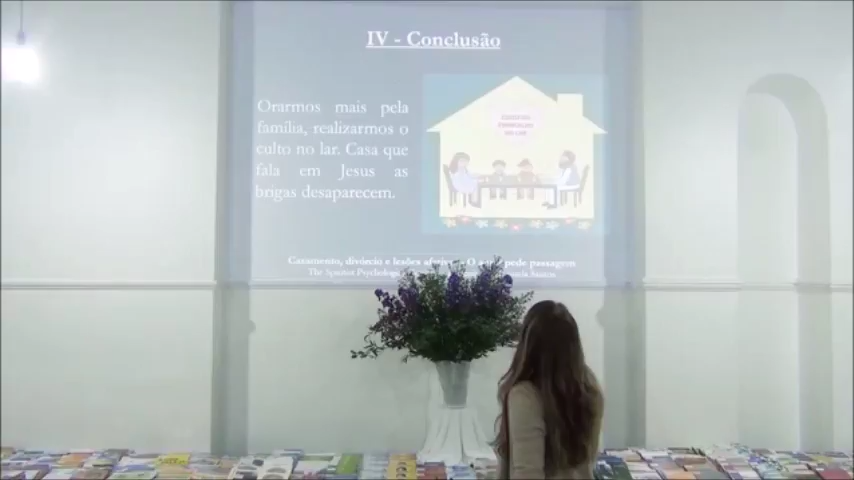 IV - Conclusão
Orarmos mais pela
família, realizarmos o
culto no lar. Casa que
fala em Jesus as
brigas desaparecem.
Casamento, divórcio e lesões O pede passagem
The Spiritist